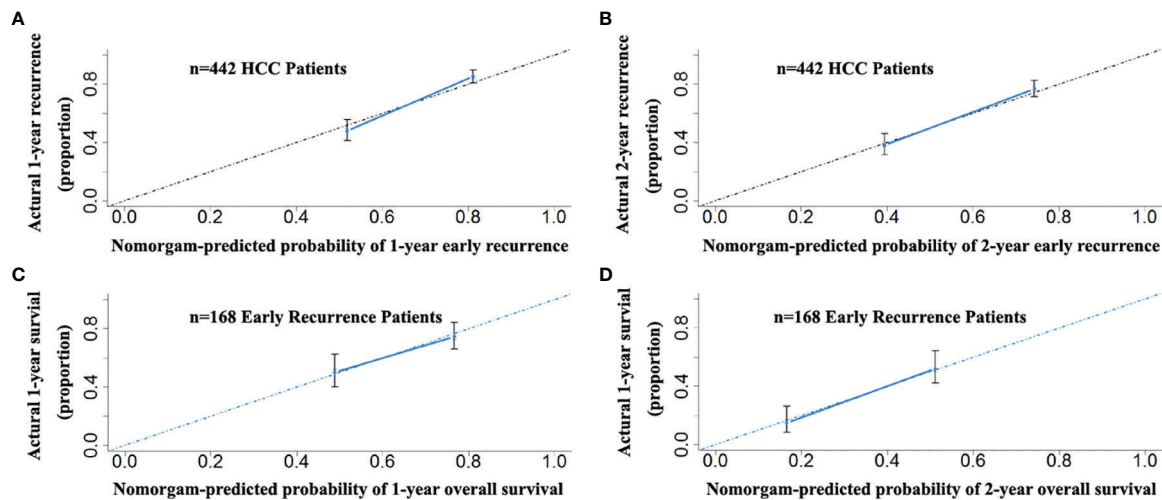 A
Actural 1-year recurrence
(proportion)
0.0 0.4 0.8
n=442 HCC Patients
0.0 0.2 0.4 0.6 0.8 1.0
Nomorgam-predicted probability of 1-year early recurrence
B
Actural 2-year recurrence
(proportion)
0.0 0.4 0.8
n=442 HCC Patients
0.0 0.2 0.4 0.6 0.8 1.0
Nomorgam-predicted probability of 2-year early recurrence
C
Actural 1-year survial
(proportion)
0.0 0.4 0.8
n=168 Early Recurrence Patients
0.0 0.2 0.4 0.6 0.8 1.0
Nomorgam-predicted probability of 1-year overall survival
D
Actural 1-year survial
(proportion)
0.0 0.4 0.8
n=168 Early Recurrence Patients
0.0 0.2 0.4 0.6 0.8 1.0
Nomorgam-predicted probability of 2-year overall survival